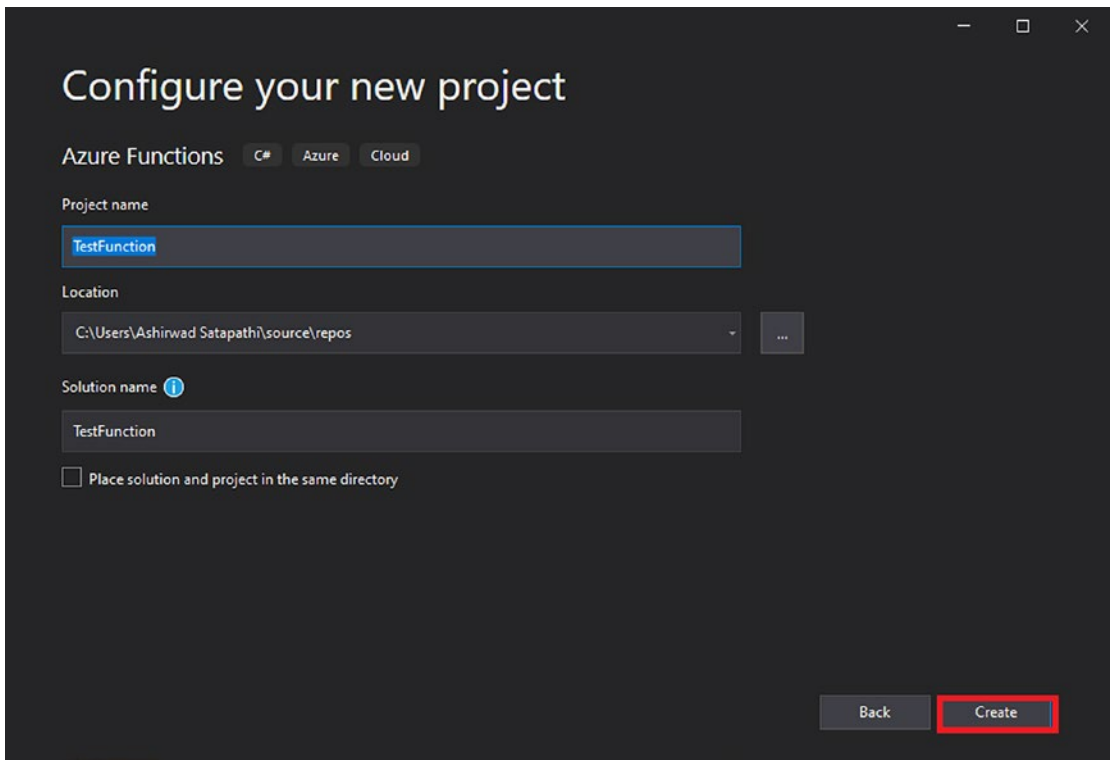 Configure your new project
Azure Functions C# Azure Cloud
Project name
TestFunction
Location
C:\Users\Ashirwad Satapathi\source\repos
...
Solution name
TestFunction
Place solution and project in the same directory
Back Create